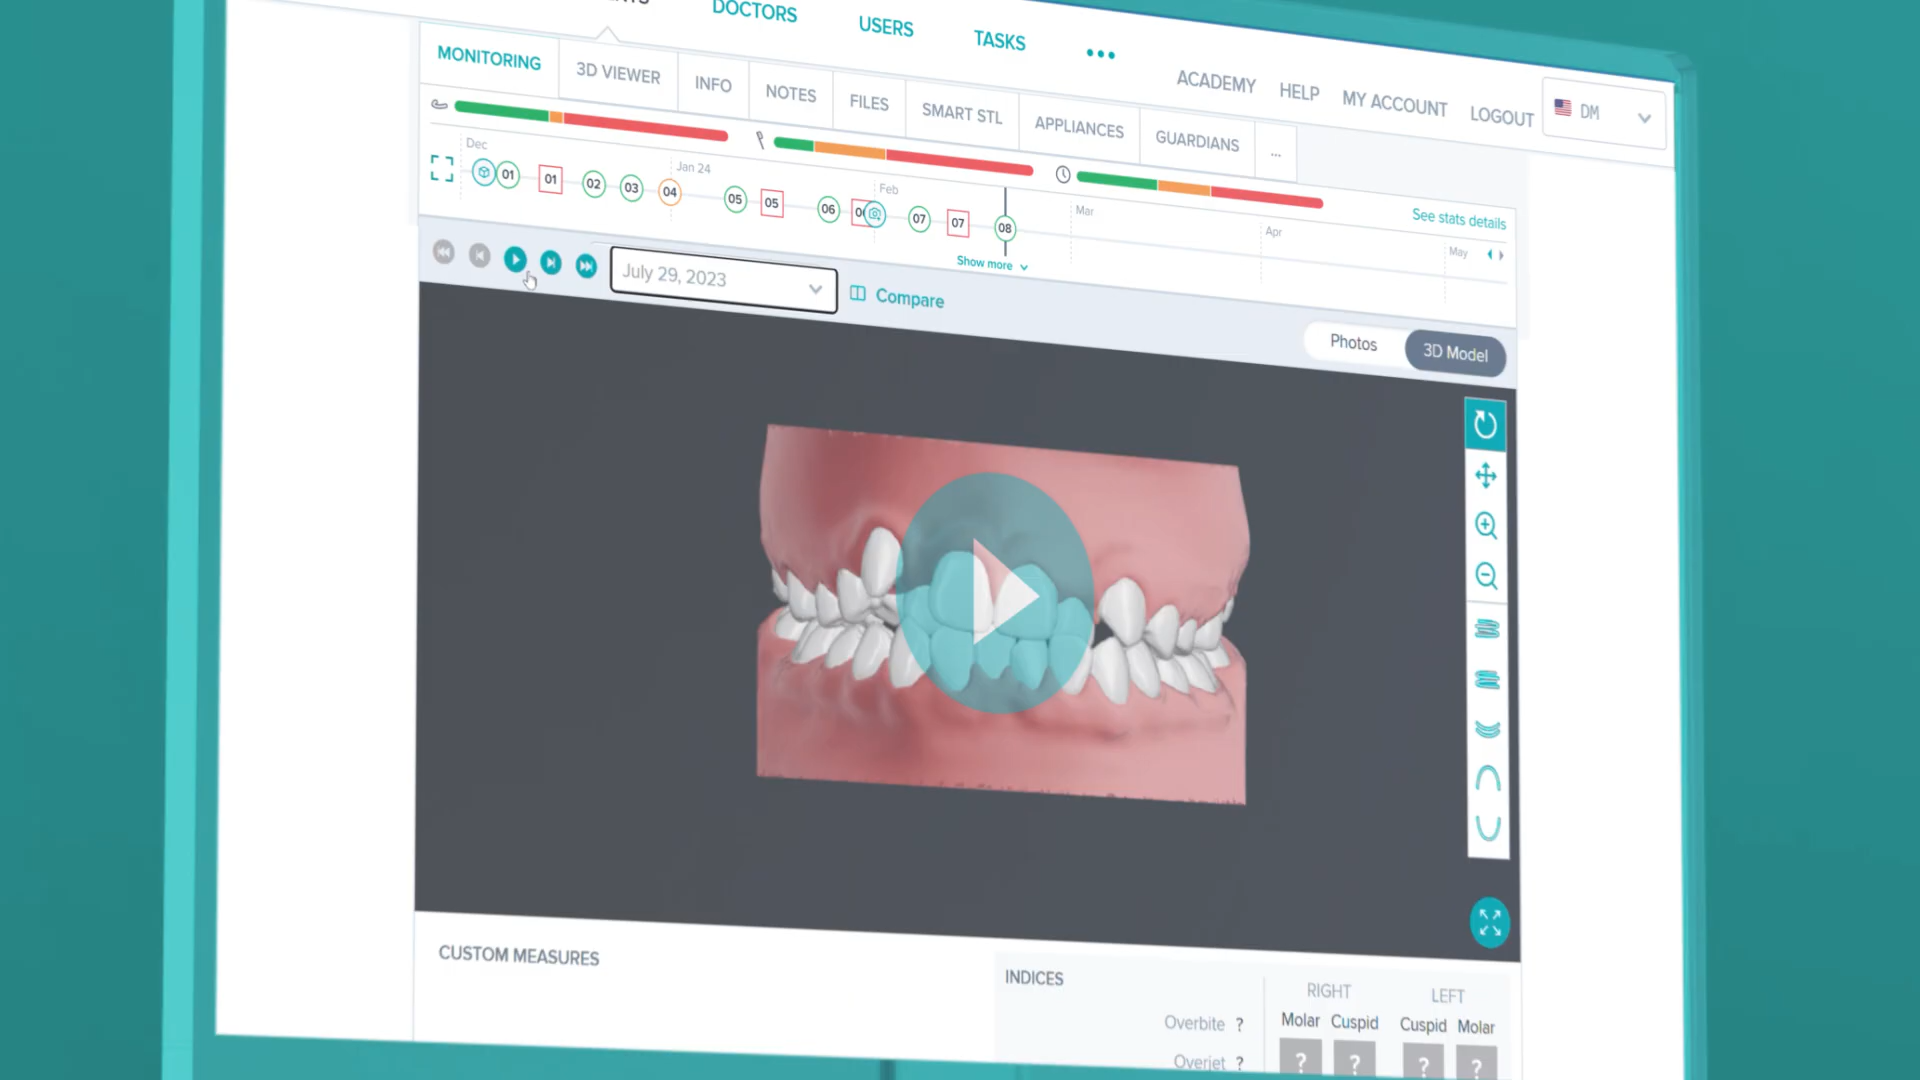 DOCTORS
USERS
TASKS
ACADEMY
HELP
MY ACCOUNT
LOGOUT
DM
MONITORING
3D VIEWER
INFO
NOTES
FILES
SMART STL
APPLIANCES
GUARDIANS
...
See stats details
Dec
Jan 24
Feb
Mar
Apr
May
01
01
02
03
04
05
05
06
07
07
08
Show more
July 29, 2023
Compare
Photos
3D Model
CUSTOM MEASURES
INDICES
RIGHT
LEFT
Molar Cuspid
Cuspid Molar
Overbite ?
Overjet ?
? ? ? ?